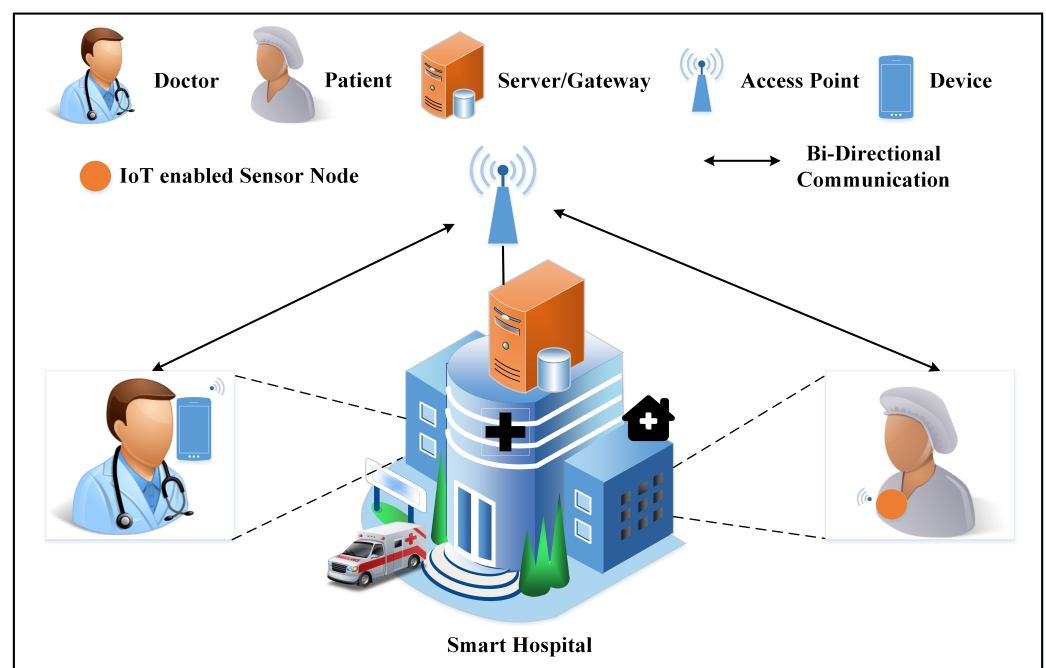 Doctor
Patient
Server/Gateway
Access Point
Device
IoT enabled Sensor Node
Bi-Directional
Communication
Smart Hospital